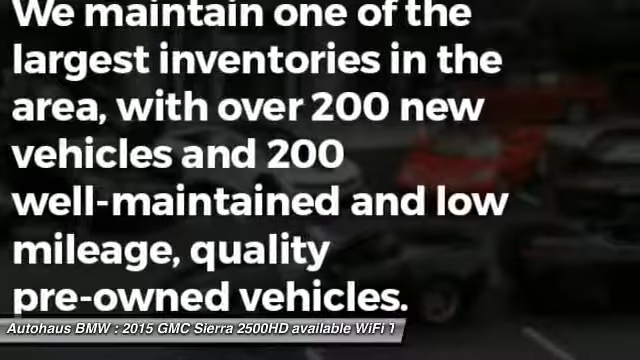 We maintain one of the
largest inventories in the
area, with over 200 new
vehicles and 200
well-maintained and low
mileage, quality
pre-owned vehicles.
Autohaus BMW : 2015 GMC Sierra 2500HD available WiFi